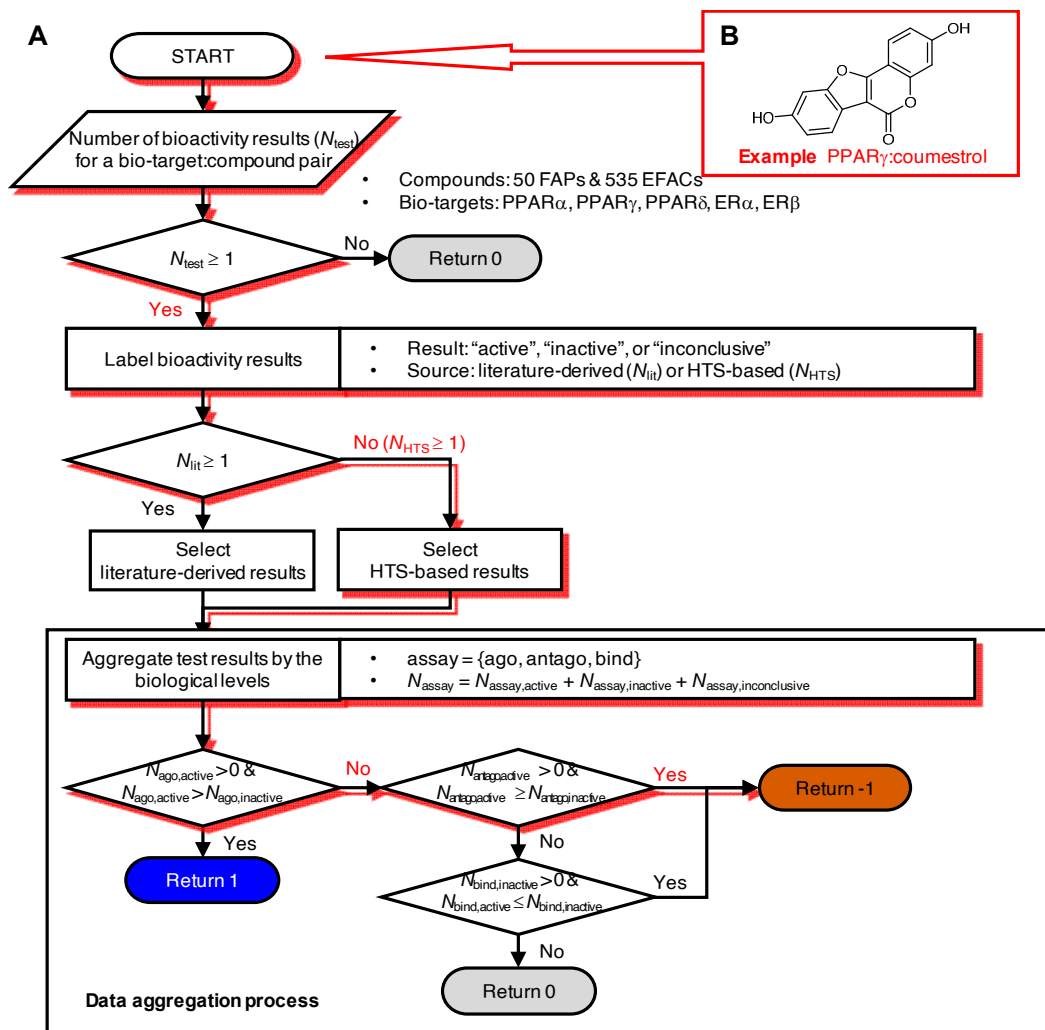 A
START
B
OH
O
O
HO
O
Example PPARγ:coumestrol
Number of bioactivity results (Ntest)
for a bio-target:compound pair
• Compounds: 50 FAPs & 535 EFACs
• Bio-targets: PPARα, PPARγ, PPARδ, ERα, ERβ
Ntest ≥ 1
No
Return 0
Yes
Label bioactivity results
• Result: “active”, “inactive”, or “inconclusive”
• Source: literature-derived (Nlit) or HTS-based (NHTS)
Nlit ≥ 1
No (NHTS ≥ 1)
Yes
Select
literature-derived results
Select
HTS-based results
Aggregate test results by the
biological levels
• assay = {ago, antago, bind}
• Nassay = Nassay,active + Nassay,inactive + Nassay,inconclusive
Nago,active >0 &
Nago,active>Nago,inactive
No
Nantago,active >0 &
Nantago,active ≥Nantago,inactive
Yes
Return -1
Yes
Return 1
No
Nbind,inactive>0 &
Nbind,active≤Nbind,inactive
Yes
No
Return 0
Data aggregation process